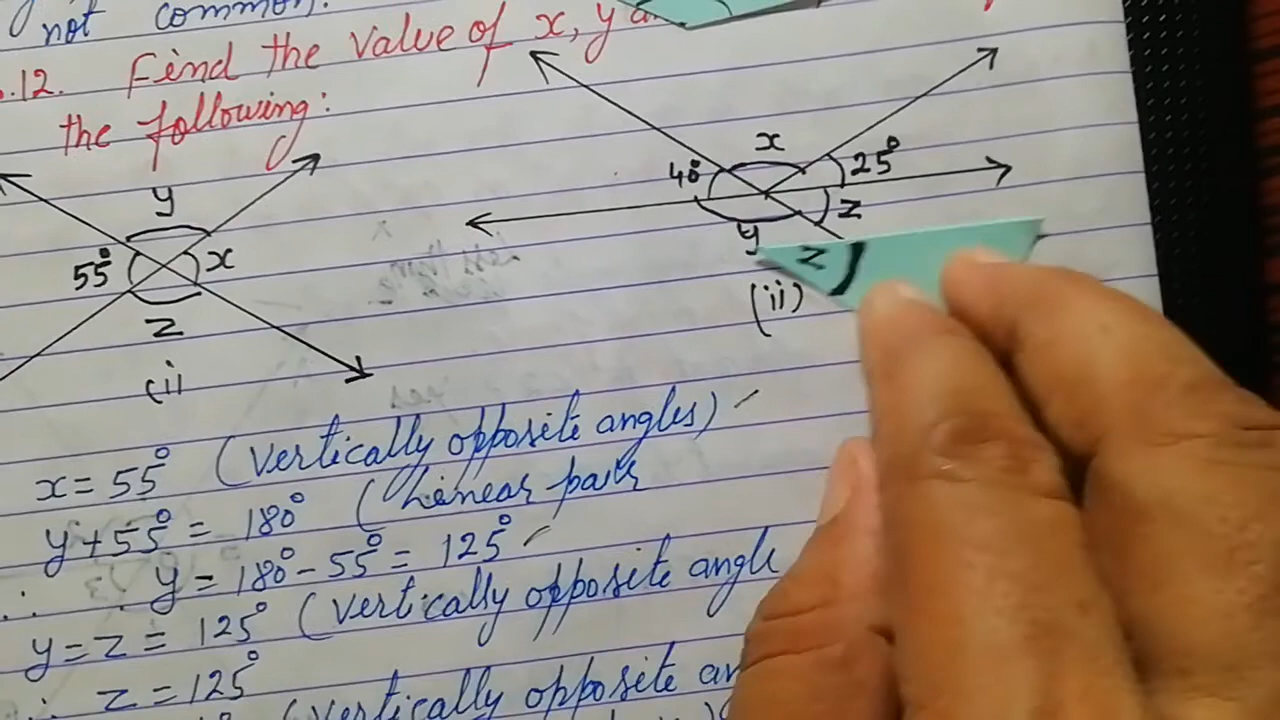 not common.
.12. Find the value of x, y
the following:
y
55°
x
z
(i)
x
40°
25°
z
y
z
(ii)
x = 55° (Vertically opposite angles)
y + 55° = 180° (Linear pair
∴ y = 180° - 55° = 125°
y = z = 125° (Vertically opposite angle
∴ z = 125°
(Vertically opposite an